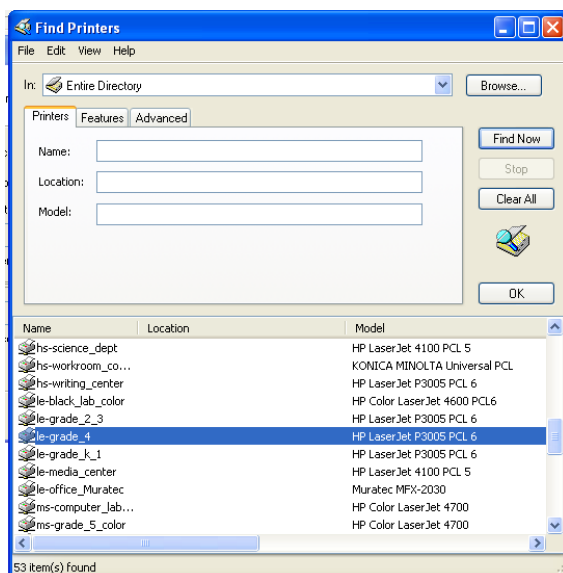 Find Printers
File Edit View Help
In: Entire Directory Browse...
Printers Features Advanced
Find Now
Name:
Stop
Location:
Clear All
Model:
OK
Name Location Model
hs-science_dept HP LaserJet 4100 PCL 5
hs-workroom_co... KONICA MINOLTA Universal PCL
hs-writing_center HP LaserJet P3005 PCL 6
le-black_lab_color HP Color LaserJet 4600 PCL6
le-grade_2_3 HP LaserJet P3005 PCL 6
le-grade_4 HP LaserJet P3005 PCL 6
le-grade_k_1 HP LaserJet P3005 PCL 6
le-media_center HP LaserJet 4100 PCL 5
le-office_Muratec Muratec MFX-2030
ms-computer_lab... HP Color LaserJet 4700
ms-grade_5_color HP Color LaserJet 4700
53 item(s) found